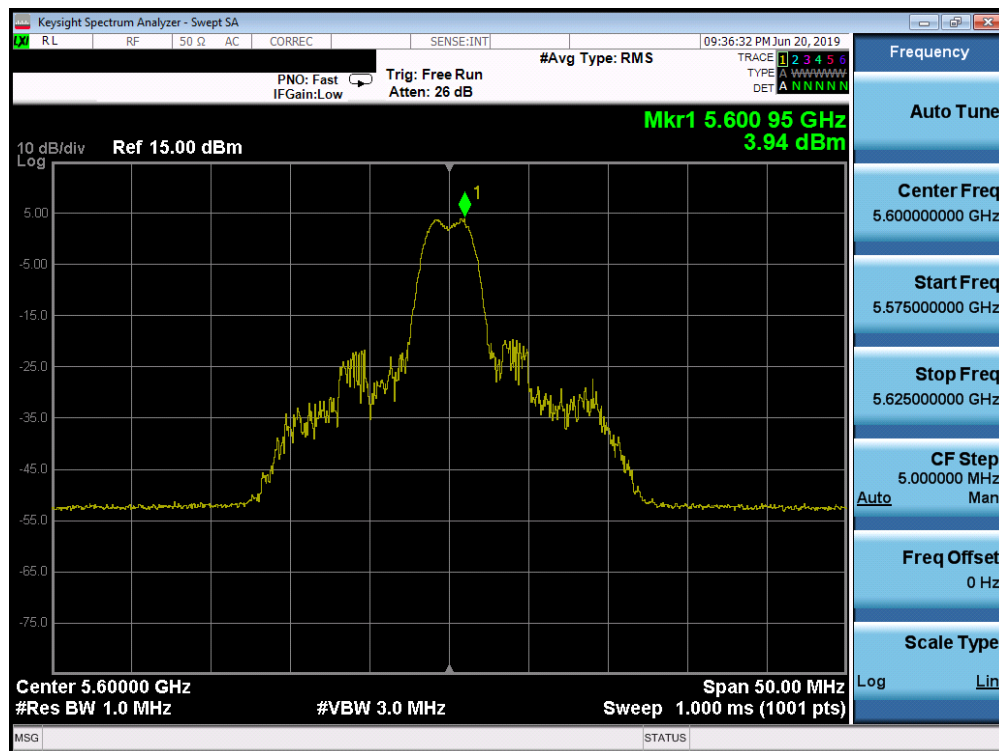 Keysight Spectrum Analyzer - Swept SA
LXI RL RF 50 Ω AC CORREC SENSE:INT 09:36:32 PM Jun 20, 2019
PNO: Fast
IFGain:Low
Trig: Free Run
Atten: 26 dB
#Avg Type: RMS
TRACE 1 2 3 4 5 6
TYPE A WWWWW
DET A N N N N N
Mkr1 5.600 95 GHz
3.94 dBm
10 dB/div Ref 15.00 dBm
Log
1
5.00
-5.00
-15.0
-25.0
-35.0
-45.0
-55.0
-65.0
-75.0
Center 5.60000 GHz Span 50.00 MHz
#Res BW 1.0 MHz #VBW 3.0 MHz Sweep 1.000 ms (1001 pts)
MSG STATUS
Frequency
Auto Tune
Center Freq
5.600000000 GHz
Start Freq
5.575000000 GHz
Stop Freq
5.625000000 GHz
CF Step
5.000000 MHz
Auto Man
Freq Offset
0 Hz
Scale Type
Log Lin